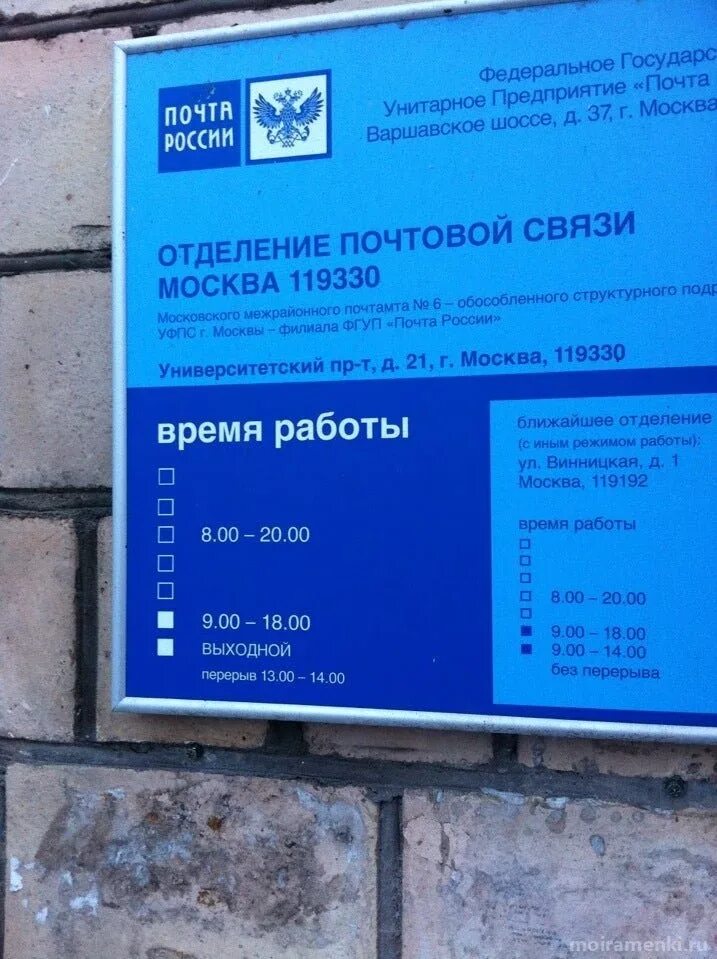 ПОЧТА
РОССИИ
Федеральное Государс
Унитарное Предприятие «Почта
Варшавское шоссе, д. 37, г. Москва
ОТДЕЛЕНИЕ ПОЧТОВОЙ СВЯЗИ
МОСКВА 119330
Московского межрайонного почтамта № 6 – обособленного структурного подр
УФПС г. Москвы – филиала ФГУП «Почта России»
Университетский пр-т, д. 21, г. Москва, 119330
время работы
8.00 – 20.00
9.00 – 18.00
ВЫХОДНОЙ
перерыв 13.00 – 14.00
ближайшее отделение
(с иным режимом работы):
ул. Винницкая, д. 1
Москва, 119192
время работы
8.00 – 20.00
9.00 – 18.00
9.00 – 14.00
без перерыва
moiramenki.ru